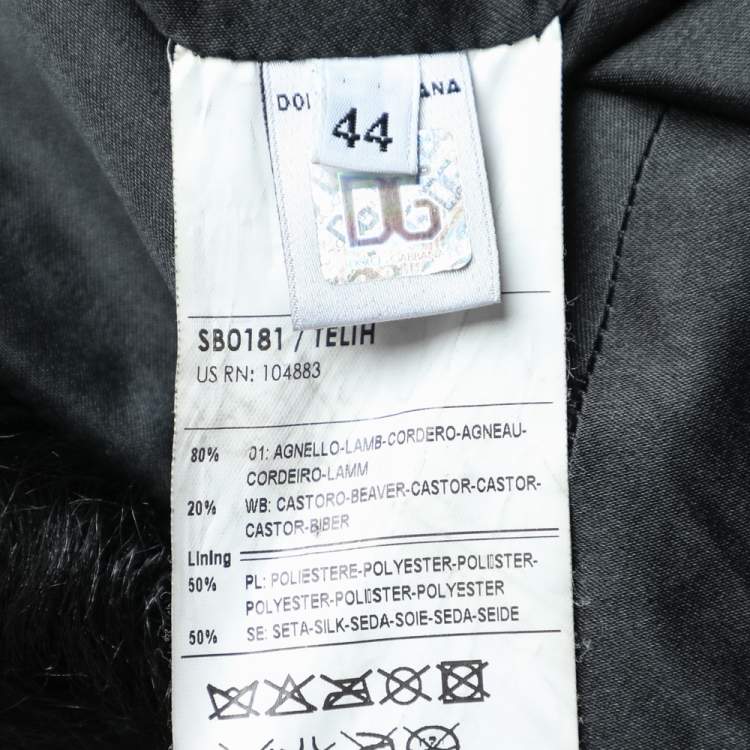 DOL ANA
44
DG
SB0181 / TELIH
US RN: 104883
80% 01: AGNELLO-LAMB-CORDERO-AGNEAU-
CORDEIRO-LAMM
20% WB: CASTORO-BEAVER-CASTOR-CASTOR-
CASTOR-BIBER
Lining
50% PL: POLIESTERE-POLYESTER-POLIESTER-
POLYESTER-POLIESTER-POLYESTER
50% SE: SETA-SILK-SEDA-SOIE-SEDA-SEIDE